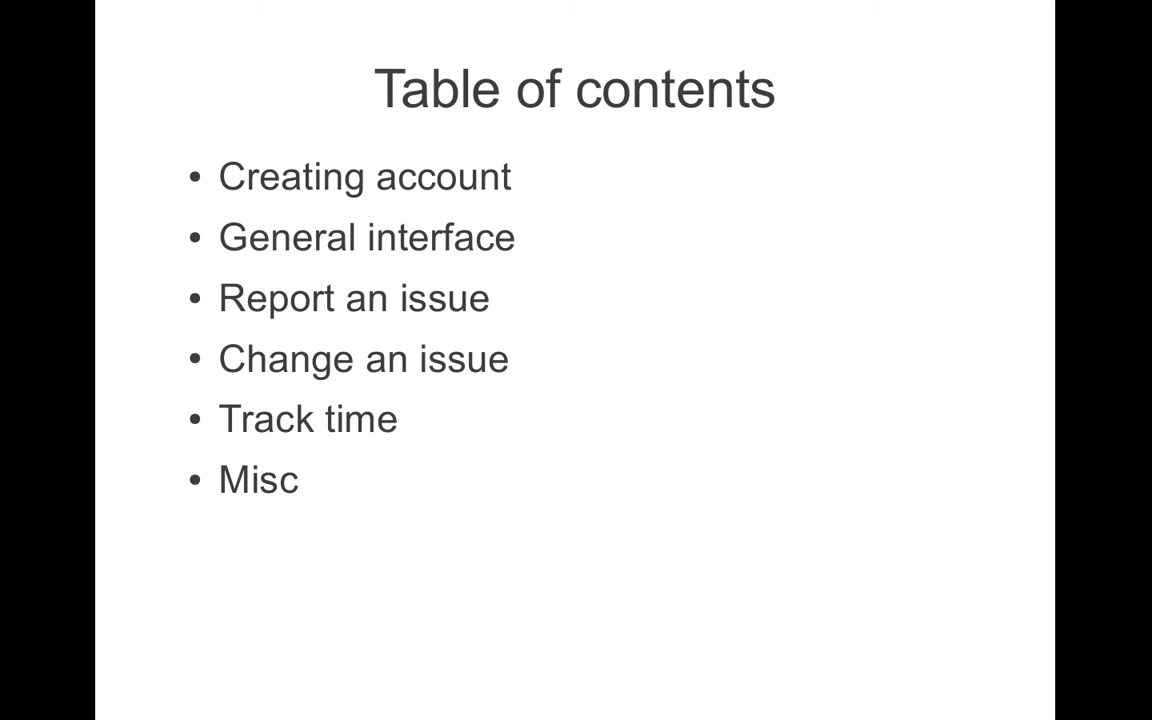 Table of contents
• Creating account
• General interface
• Report an issue
• Change an issue
• Track time
• Misc